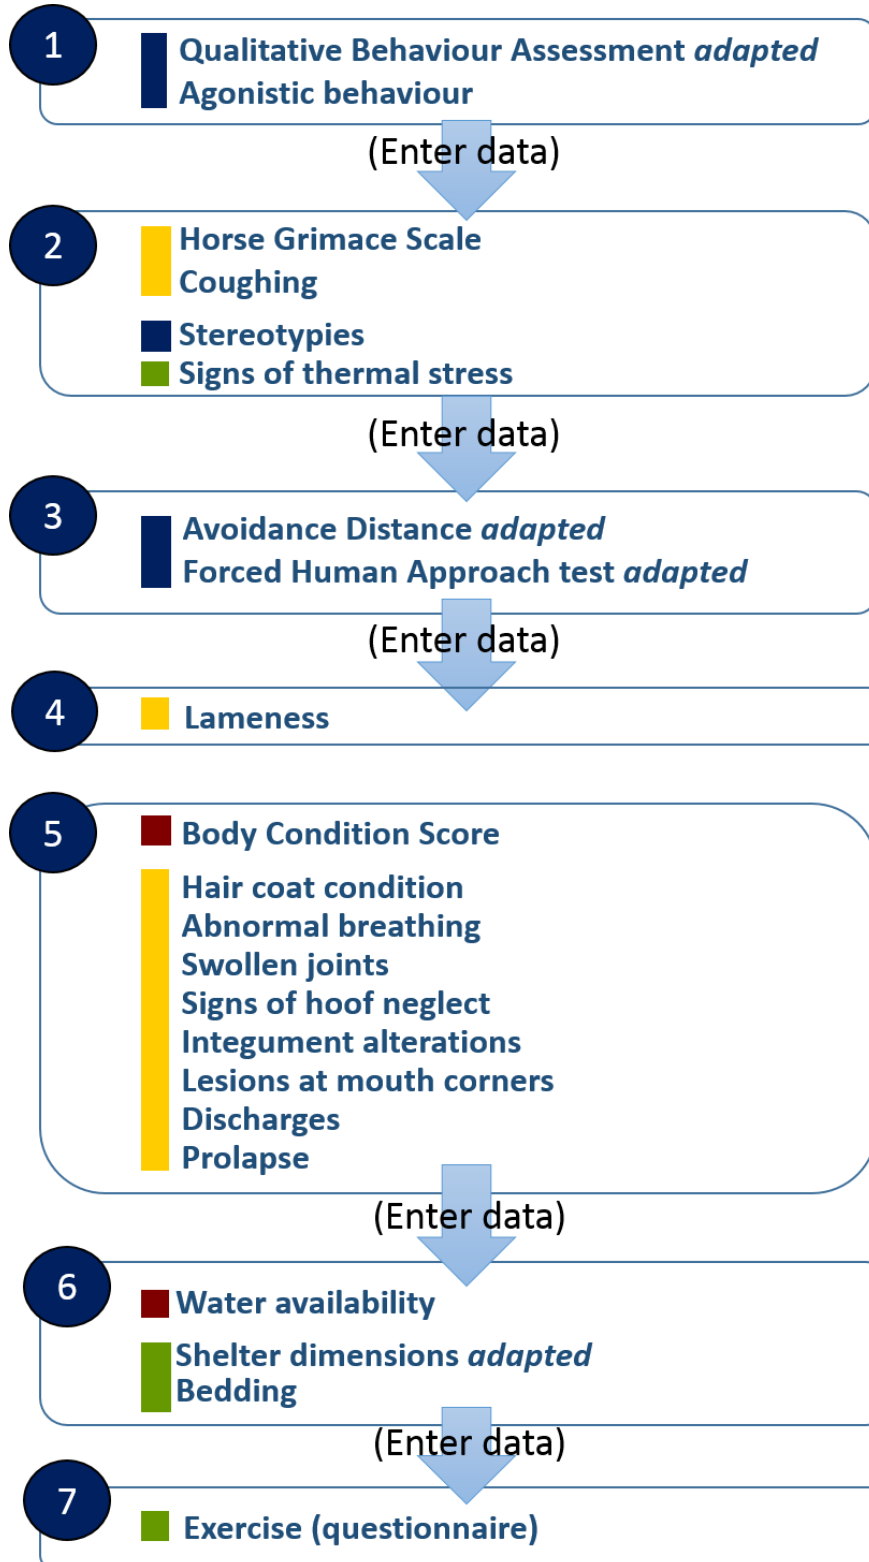 1
Qualitative Behaviour Assessment adapted
Agonistic behaviour
(Enter data)
2
Horse Grimace Scale
Coughing
Stereotypies
Signs of thermal stress
(Enter data)
3
Avoidance Distance adapted
Forced Human Approach test adapted
(Enter data)
4
Lameness
5
Body Condition Score
Hair coat condition
Abnormal breathing
Swollen joints
Signs of hoof neglect
Integument alterations
Lesions at mouth corners
Discharges
Prolapse
(Enter data)
6
Water availability
Shelter dimensions adapted
Bedding
(Enter data)
7
Exercise (questionnaire)